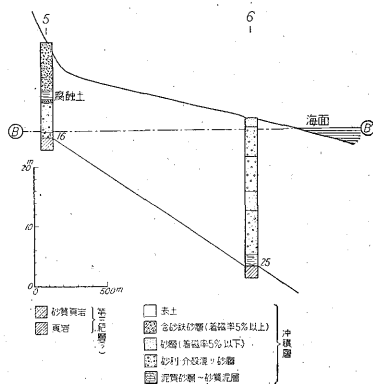 5
6
腐蝕土
海面
B
B
16
25
20 m
10
0
0 500m
砂質頁岩
頁岩
第三紀層(?)
表土
含砂鉄砂層(着磁率5%以上)
砂層(着磁率5%以下)
砂利・介殻混り砂層
泥質砂層〜砂質泥層
沖積層